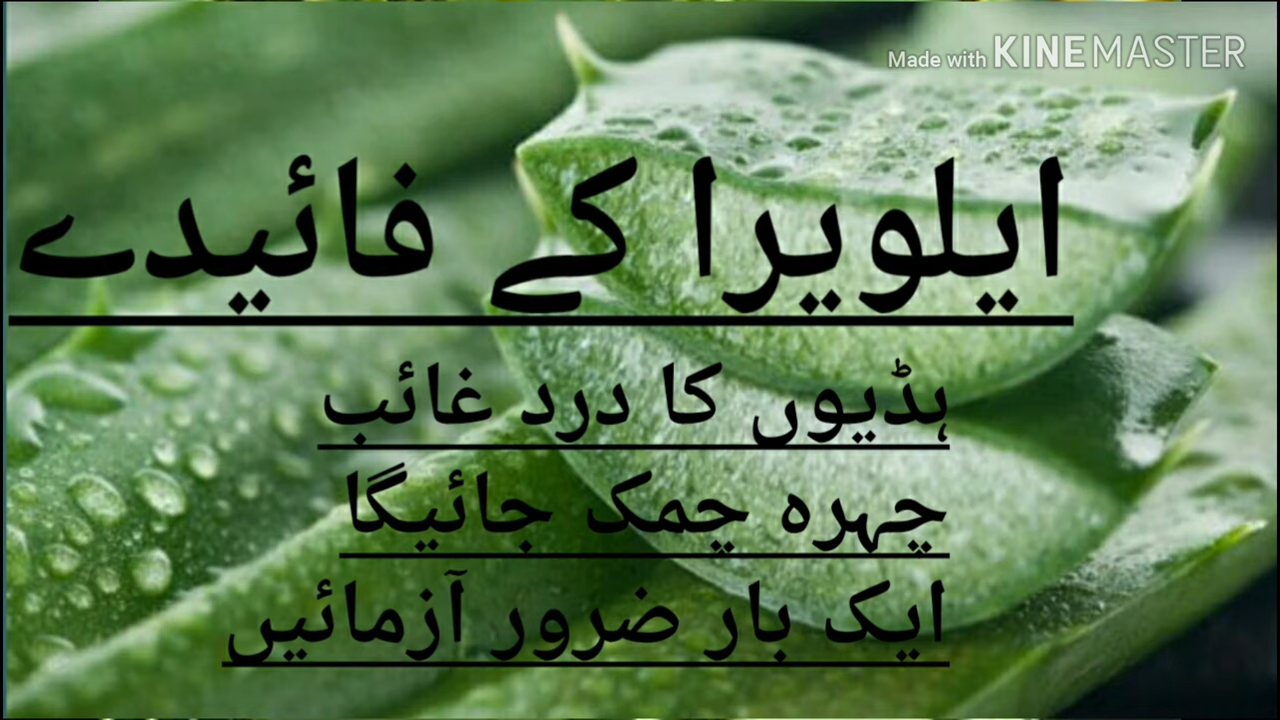 Made with KINEMASTER
ایلویرا کے فائیدے
ہڈیوں کا درد غائب
چہرہ چمک جائیگا
ایک بار ضرور آزمائیں